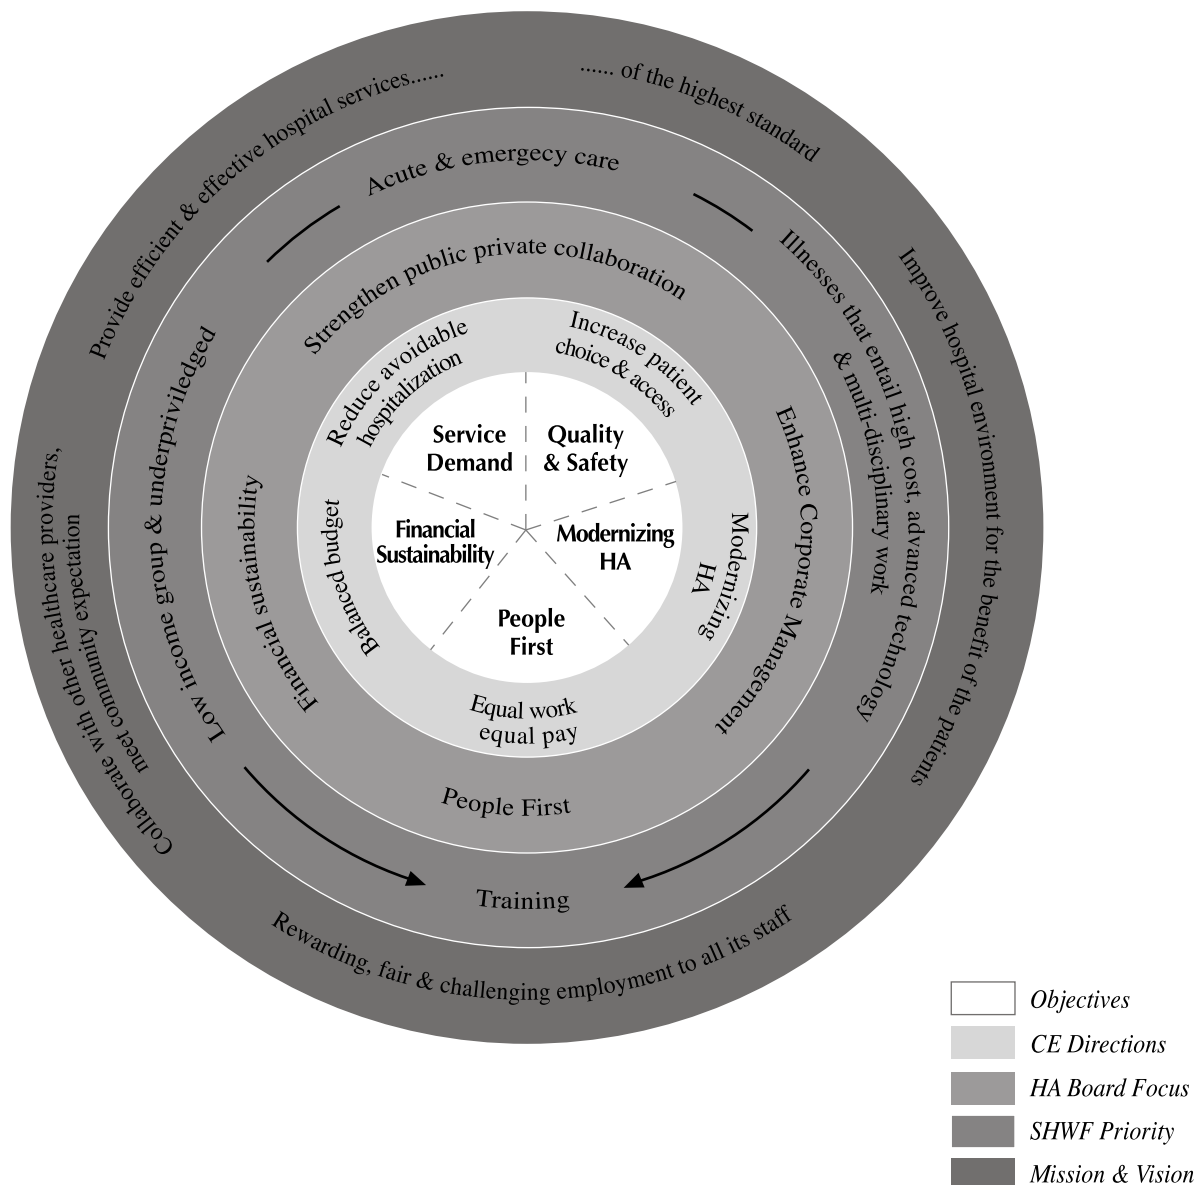 Provide efficient & effective hospital services......
...... of the highest standard
Improve hospital environment for the benefit of the patients
Rewarding, fair & challenging employment to all its staff
Collaborate with other healthcare providers,
meet community expectation
Acute & emergecy care
Illnesses that entail high cost, advanced technology
& multi-disciplinary work
Training
Low income group & underpriviledged
Strengthen public private collaboration
Enhance Corporate Management
People First
Financial sustainability
Reduce avoidable
hospitalization
Increase patient
choice & access
Modernizing
HA
Equal work
equal pay
Balanced budget
Service
Demand
Quality
& Safety
Modernizing
HA
People
First
Financial
Sustainability
Objectives
CE Directions
HA Board Focus
SHWF Priority
Mission & Vision